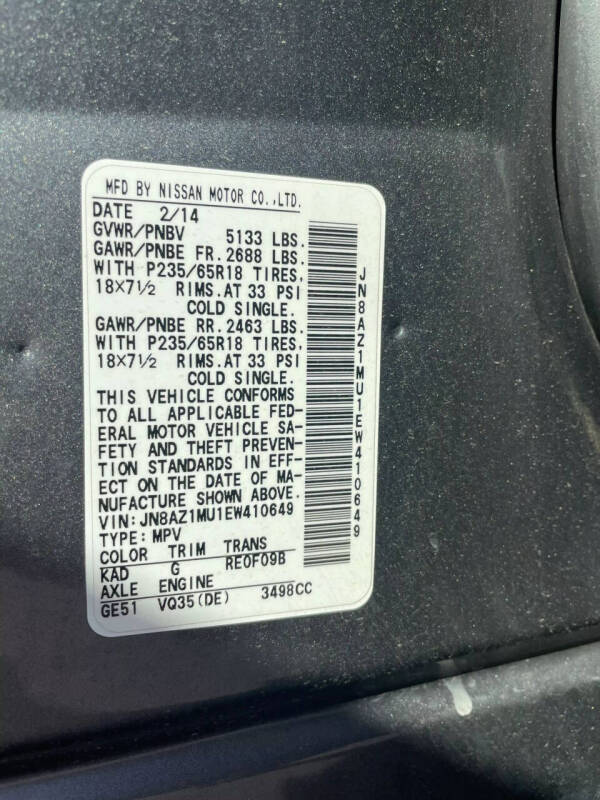 MFD BY NISSAN MOTOR CO.,LTD.
DATE 2/14
GVWR/PNBV 5133 LBS.
GAWR/PNBE FR. 2688 LBS.
WITH P235/65R18 TIRES,
18×7½ RIMS.AT 33 PSI
COLD SINGLE.
GAWR/PNBE RR. 2463 LBS.
WITH P235/65R18 TIRES,
18×7½ RIMS.AT 33 PSI
COLD SINGLE.
THIS VEHICLE CONFORMS
TO ALL APPLICABLE FED-
ERAL MOTOR VEHICLE SA-
FETY AND THEFT PREVEN-
TION STANDARDS IN EFF-
ECT ON THE DATE OF MA-
NUFACTURE SHOWN ABOVE.
VIN:JN8AZ1MU1EW410649
TYPE:MPV
COLOR TRIM TRANS
KAD G RE0F09B
AXLE ENGINE
GE51 VQ35(DE) 3498CC
JN8AZ1MU1EW410649